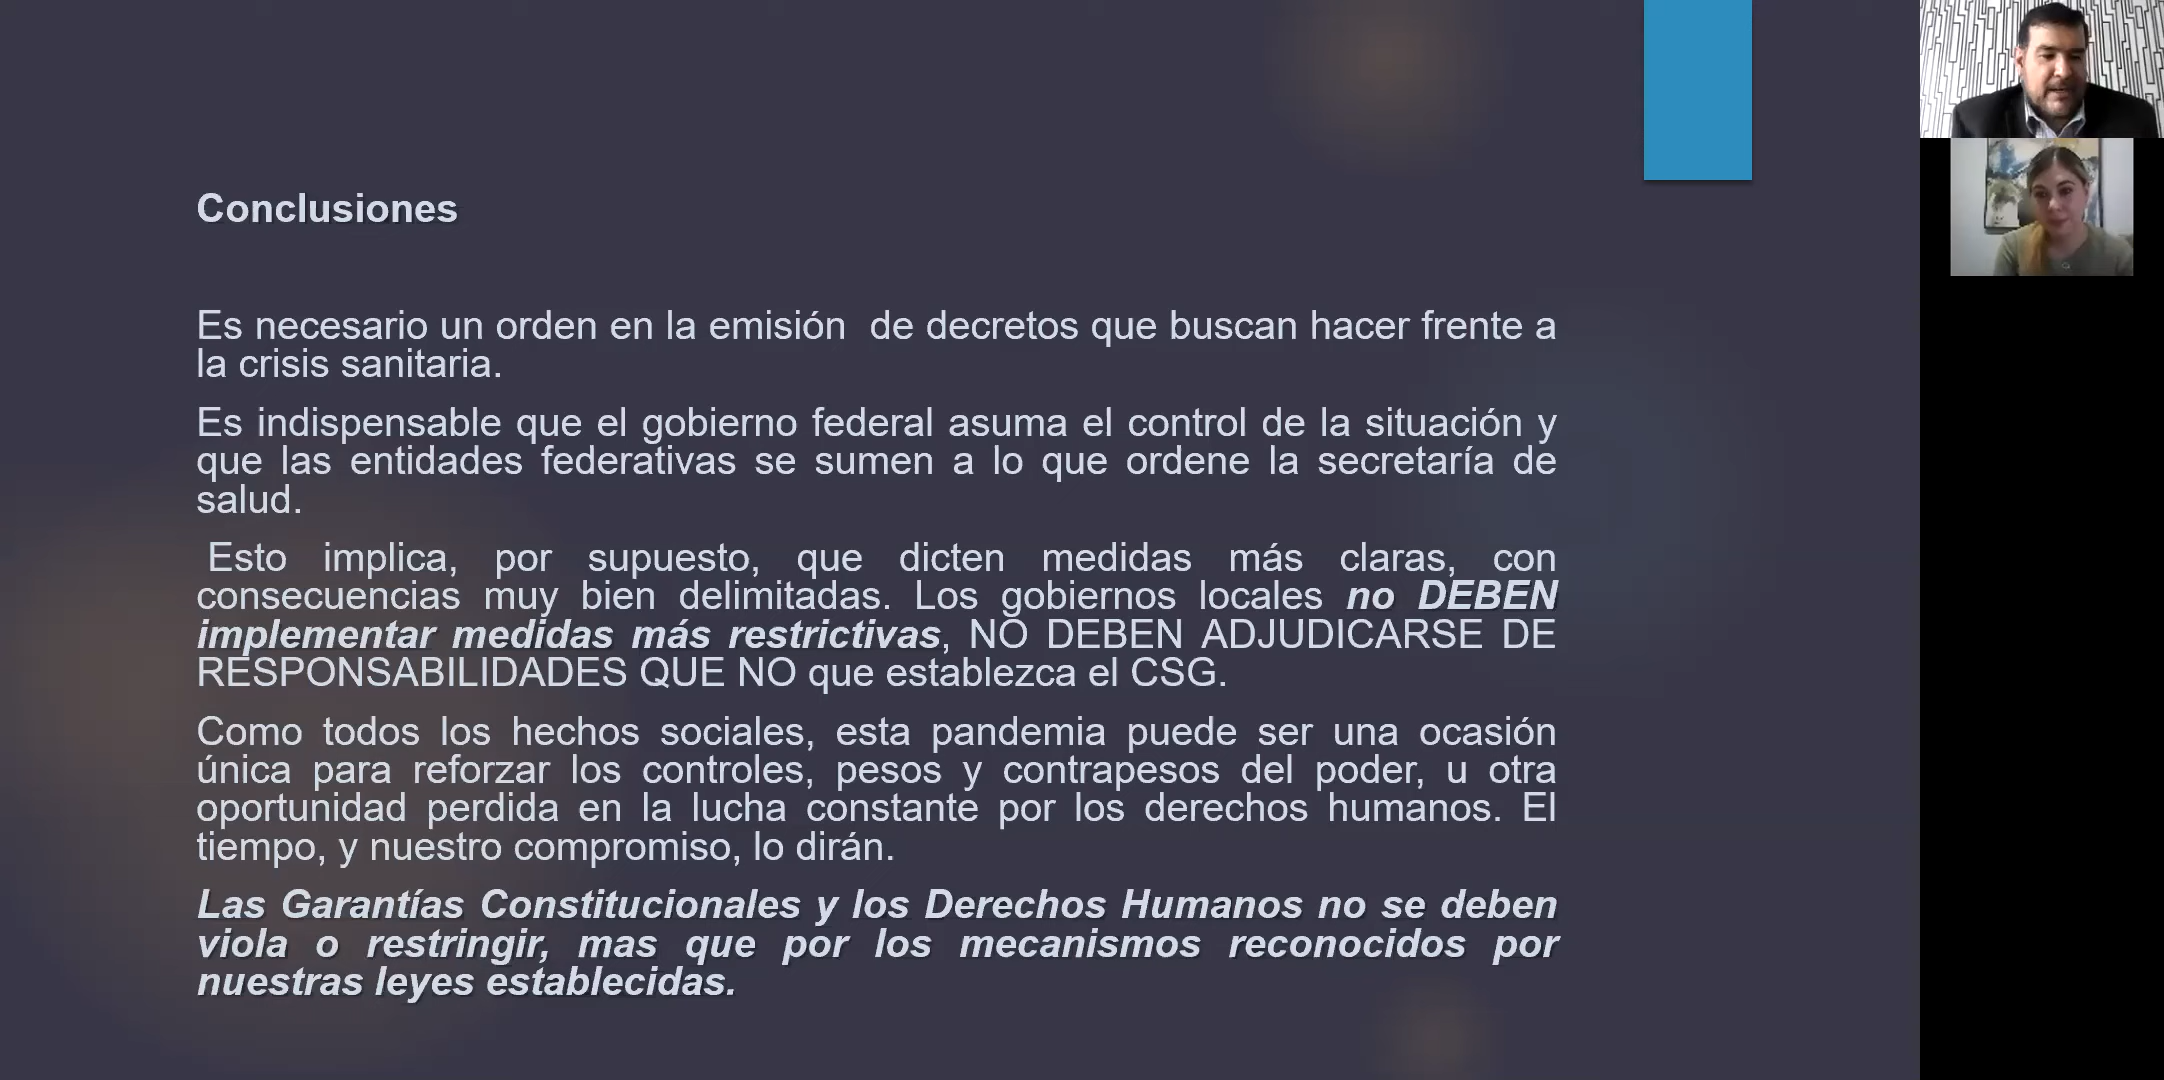 Conclusiones
Es necesario un orden en la emisión  de decretos que buscan hacer frente a
la crisis sanitaria.
Es indispensable que el gobierno federal asuma el control de la situación y
que las entidades federativas se sumen a lo que ordene la secretaría de
salud.
Esto implica, por supuesto, que dicten medidas más claras, con
consecuencias muy bien delimitadas. Los gobiernos locales no DEBEN
implementar medidas más restrictivas, NO DEBEN ADJUDICARSE DE
RESPONSABILIDADES QUE NO que establezca el CSG.
Como todos los hechos sociales, esta pandemia puede ser una ocasión
única para reforzar los controles, pesos y contrapesos del poder, u otra
oportunidad perdida en la lucha constante por los derechos humanos. El
tiempo, y nuestro compromiso, lo dirán.
Las Garantías Constitucionales y los Derechos Humanos no se deben
viola o restringir, mas que por los mecanismos reconocidos por
nuestras leyes establecidas.